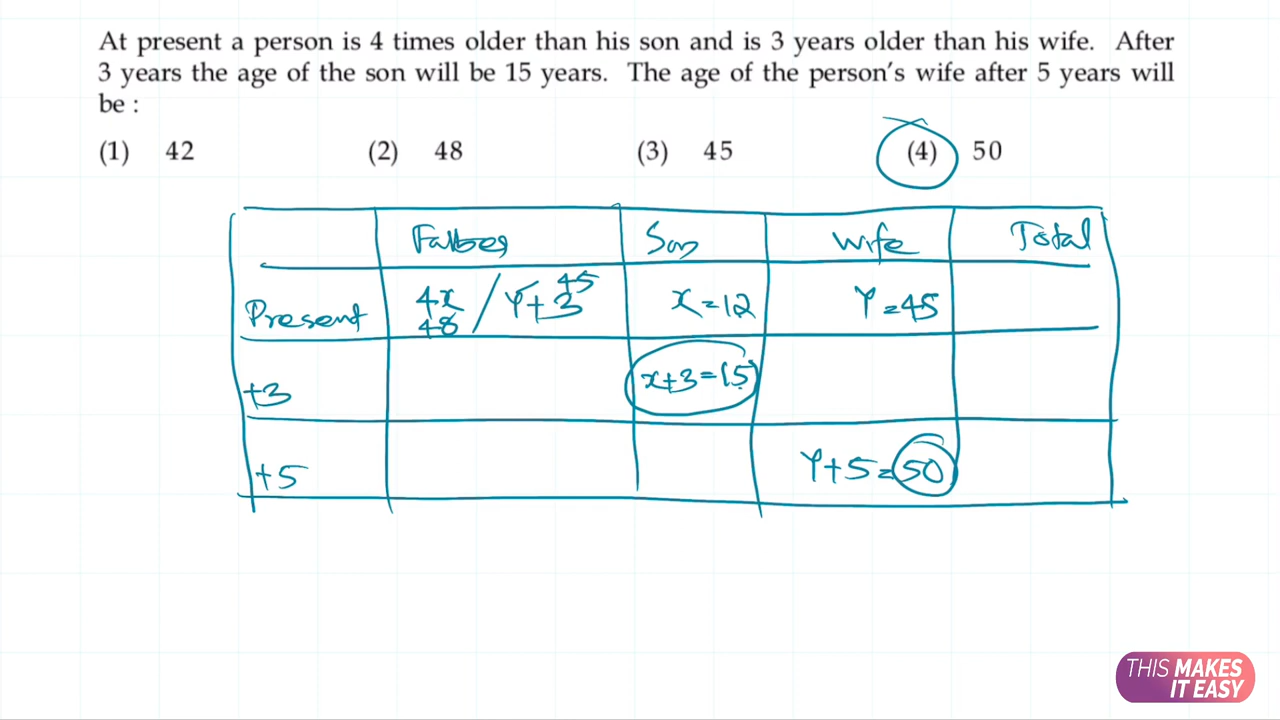 At present a person is 4 times older than his son and is 3 years older than his wife. After
3 years the age of the son will be 15 years. The age of the person's wife after 5 years will
be :
(1) 42 (2) 48 (3) 45 (4) 50
Father Son Wife Total
Present 4x / Y+3 x=12 Y=45
48 45
+3 x+3=15
+5 Y+5=50
THIS MAKES
IT EASY